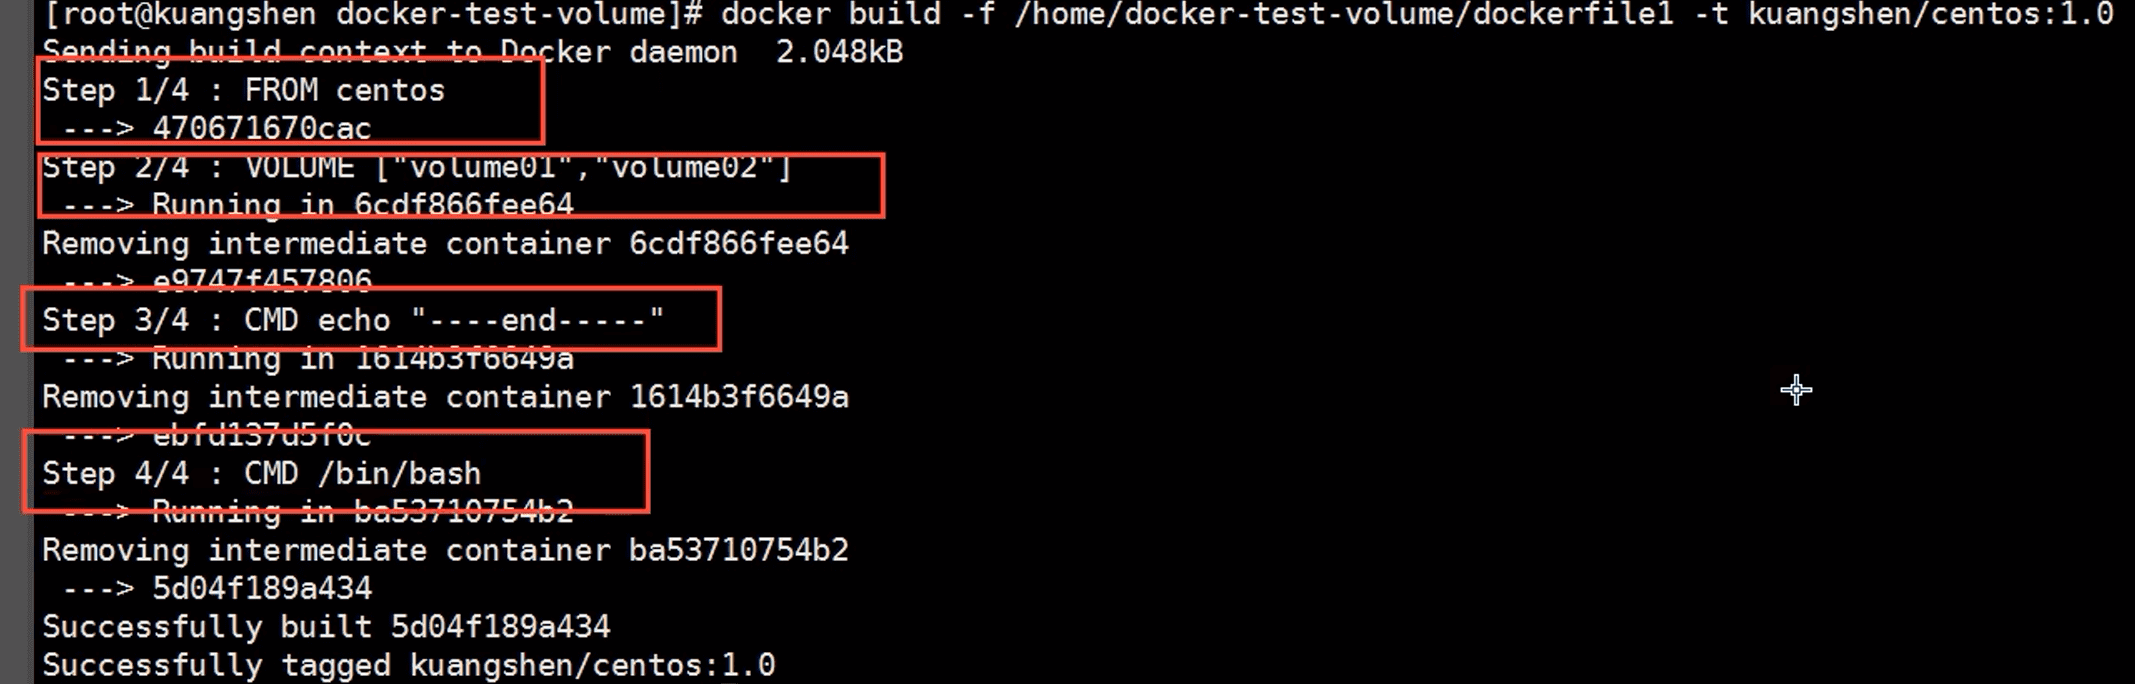 [root@kuangshen docker-test-volume]# docker build -f /home/docker-test-volume/dockerfile1 -t kuangshen/centos:1.0
Sending build context to Docker daemon  2.048kB
Step 1/4 : FROM centos
 ---> 470671670cac
Step 2/4 : VOLUME ["volume01","volume02"]
 ---> Running in 6cdf866fee64
Removing intermediate container 6cdf866fee64
 ---> e9747f457806
Step 3/4 : CMD echo "----end-----"
 ---> Running in 1614b3f6649a
Removing intermediate container 1614b3f6649a
 ---> ebfd137d5f0c
Step 4/4 : CMD /bin/bash
 ---> Running in ba53710754b2
Removing intermediate container ba53710754b2
 ---> 5d04f189a434
Successfully built 5d04f189a434
Successfully tagged kuangshen/centos:1.0